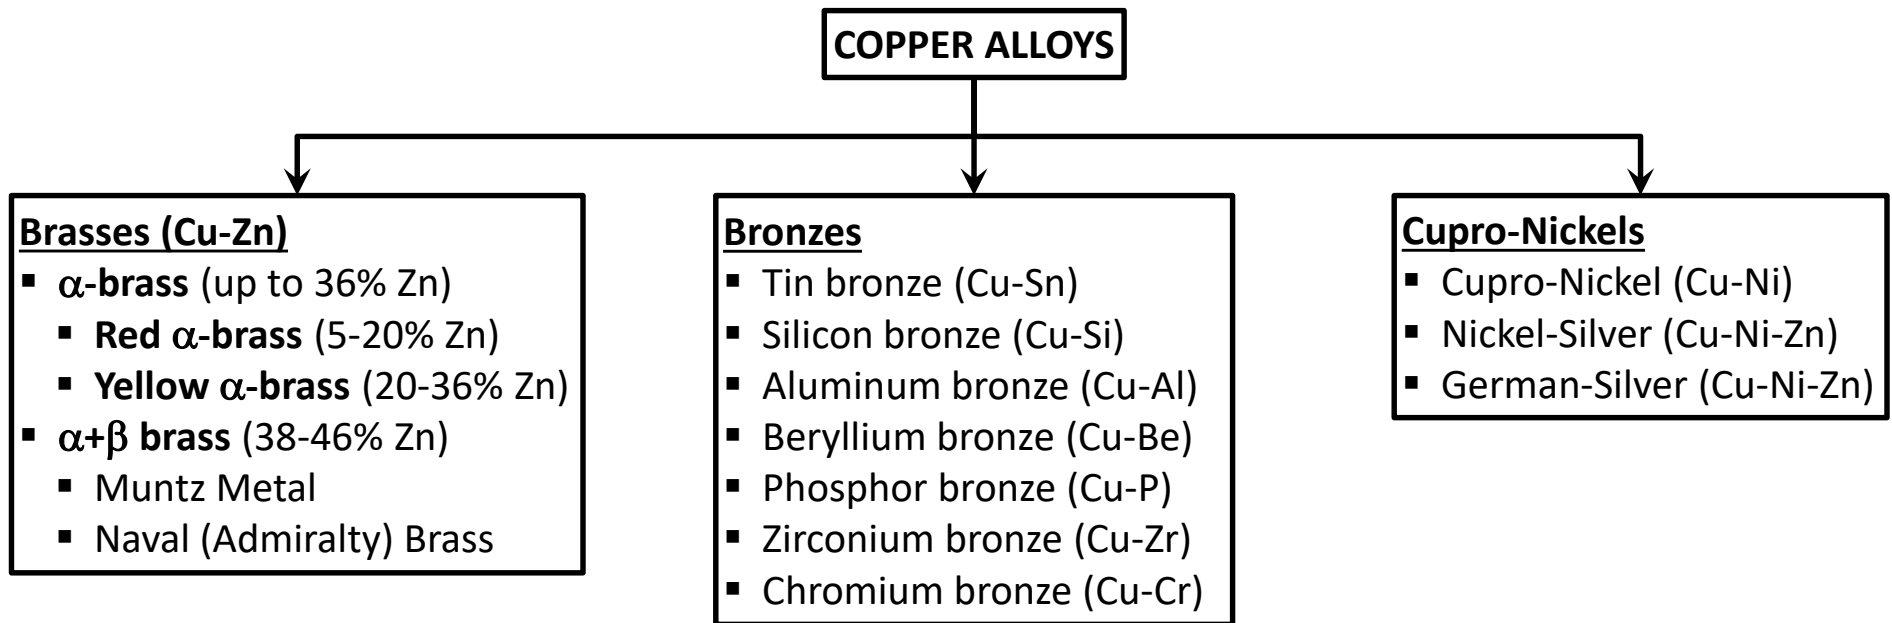 COPPER ALLOYS
Brasses (Cu-Zn)
▪ α-brass (up to 36% Zn)
▪ Red α-brass (5-20% Zn)
▪ Yellow α-brass (20-36% Zn)
▪ α+β brass (38-46% Zn)
▪ Muntz Metal
▪ Naval (Admiralty) Brass
Bronzes
▪ Tin bronze (Cu-Sn)
▪ Silicon bronze (Cu-Si)
▪ Aluminum bronze (Cu-Al)
▪ Beryllium bronze (Cu-Be)
▪ Phosphor bronze (Cu-P)
▪ Zirconium bronze (Cu-Zr)
▪ Chromium bronze (Cu-Cr)
Cupro-Nickels
▪ Cupro-Nickel (Cu-Ni)
▪ Nickel-Silver (Cu-Ni-Zn)
▪ German-Silver (Cu-Ni-Zn)